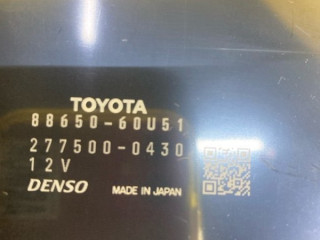 TOYOTA
88650-60U51
277500-0430
12V
DENSO MADE IN JAPAN